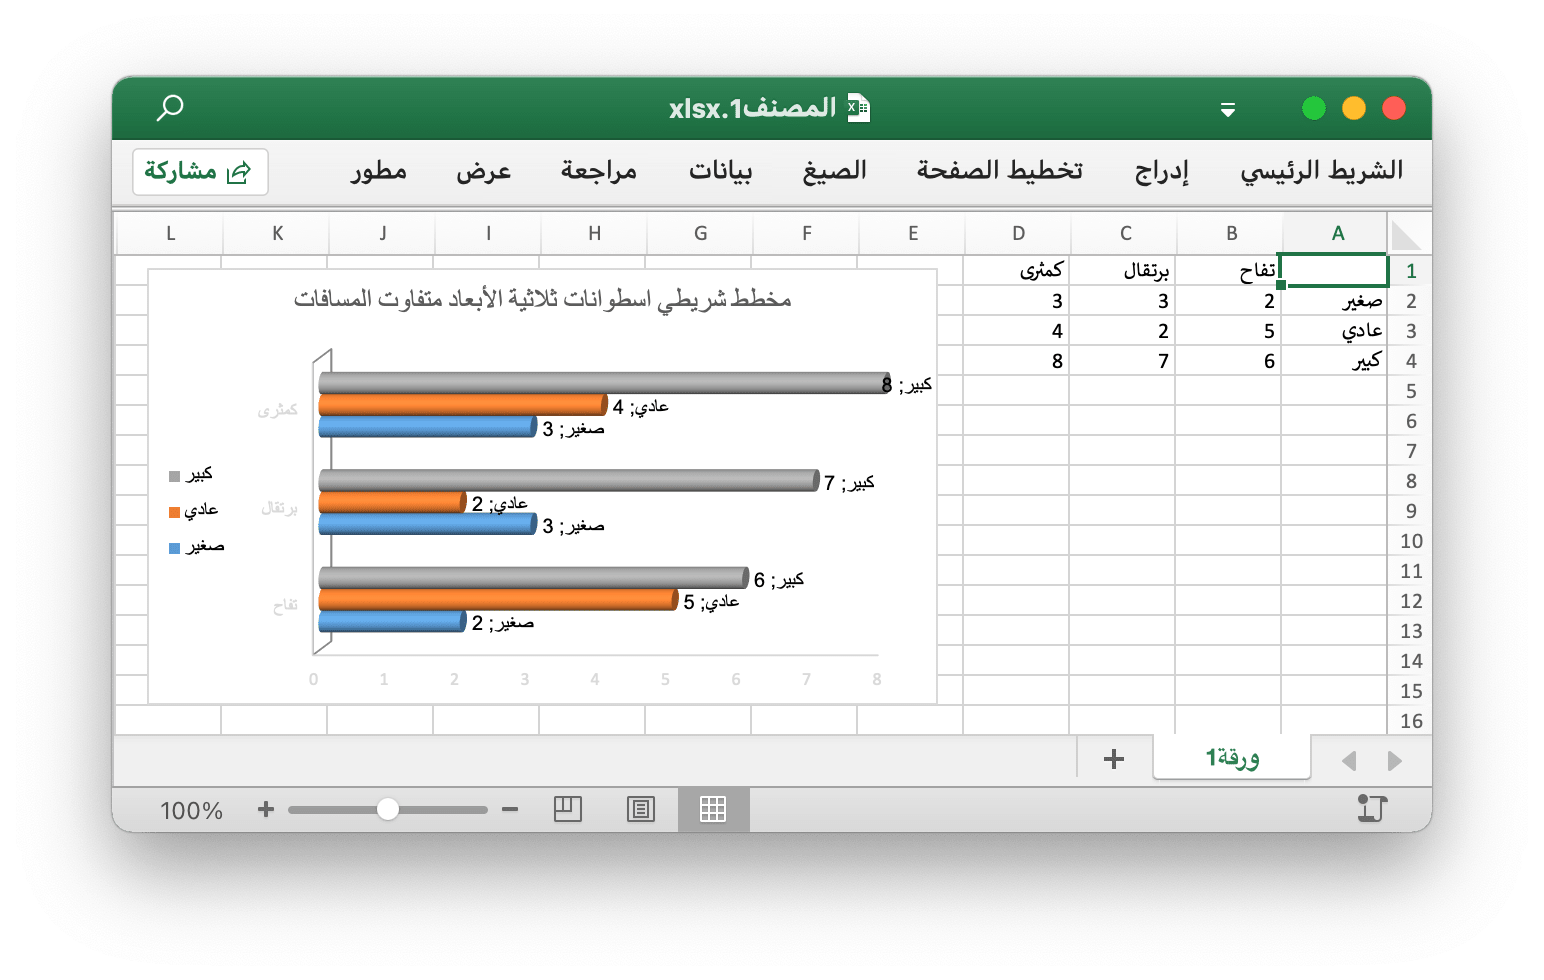 المصنف1.xlsx
الشريط الرئيسي إدراج تخطيط الصفحة الصيغ بيانات مراجعة عرض مطور مشاركة
A B C D E F G H I J K L
1 تفاح برتقال كمثرى
2 صغير 2 3 3
3 عادي 5 2 4
4 كبير 6 7 8
5
6
7
8
9
10
11
12
13
14
15
16
مخطط شريطي اسطوانات ثلاثية الأبعاد متفاوت المسافات
كمثرى
كبير; 8
عادي; 4
صغير; 3
برتقال
كبير; 7
عادي; 2
صغير; 3
تفاح
كبير; 6
عادي; 5
صغير; 2
0 1 2 3 4 5 6 7 8
كبير
عادي
صغير
ورقة1
100%